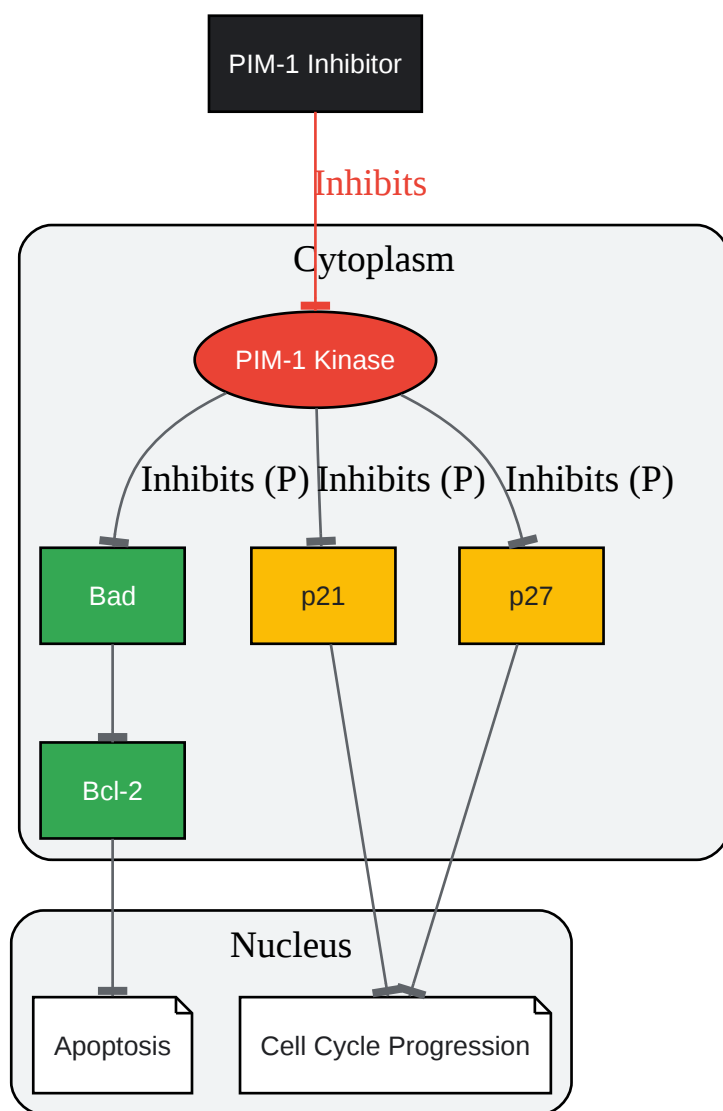 PIM-1 Inhibitor
Inhibits
Cytoplasm
PIM-1 Kinase
Inhibits (P) Inhibits (P) Inhibits (P)
Bad
p21
p27
Bcl-2
Nucleus
Apoptosis
Cell Cycle Progression